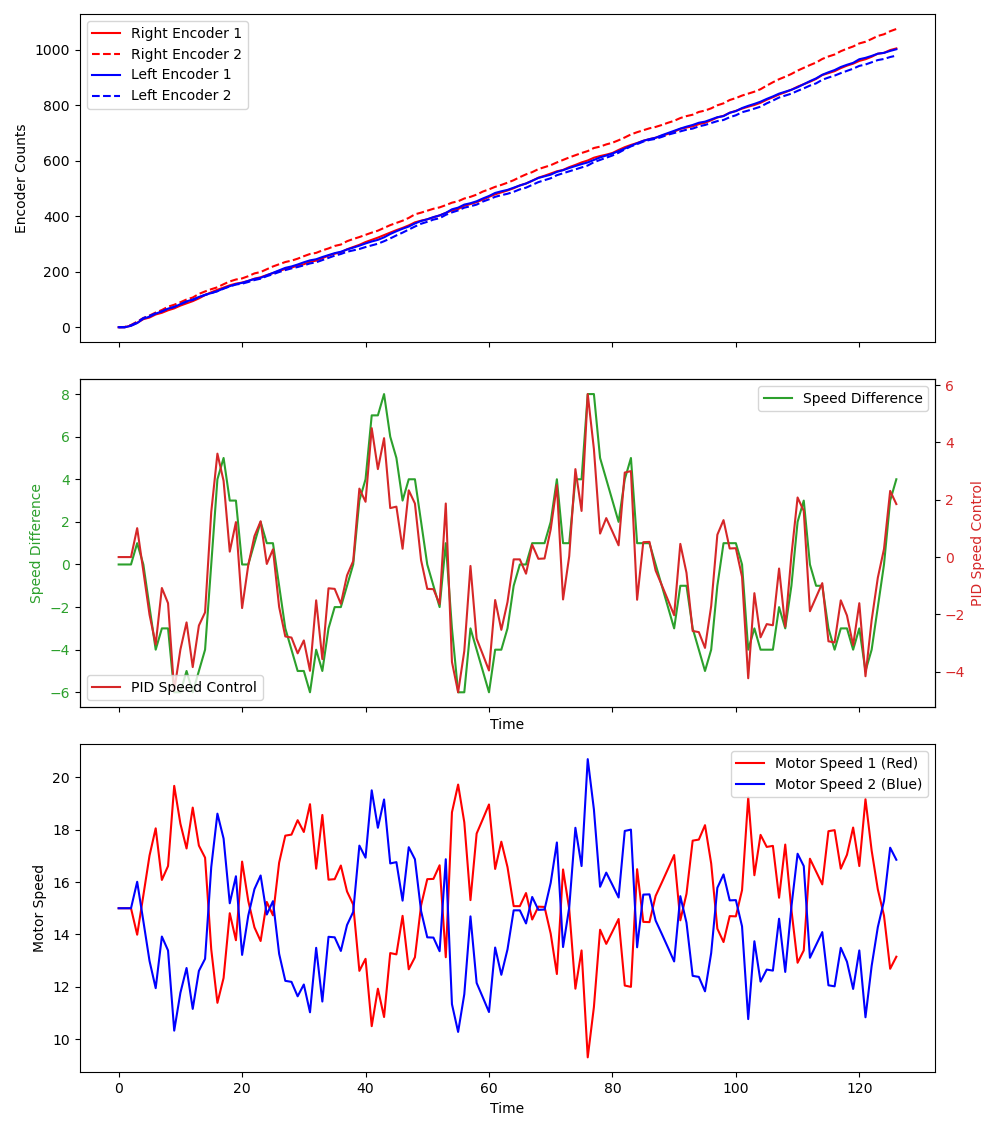 Right Encoder 1
Right Encoder 2
Left Encoder 1
Left Encoder 2
Encoder Counts
1000
800
600
400
200
0
Speed Difference
PID Speed Control
Speed Difference
8
6
4
2
0
−2
−4
−6
PID Speed Control
6
4
2
0
−2
−4
Time
Motor Speed 1 (Red)
Motor Speed 2 (Blue)
Motor Speed
20
18
16
14
12
10
0 20 40 60 80 100 120
Time